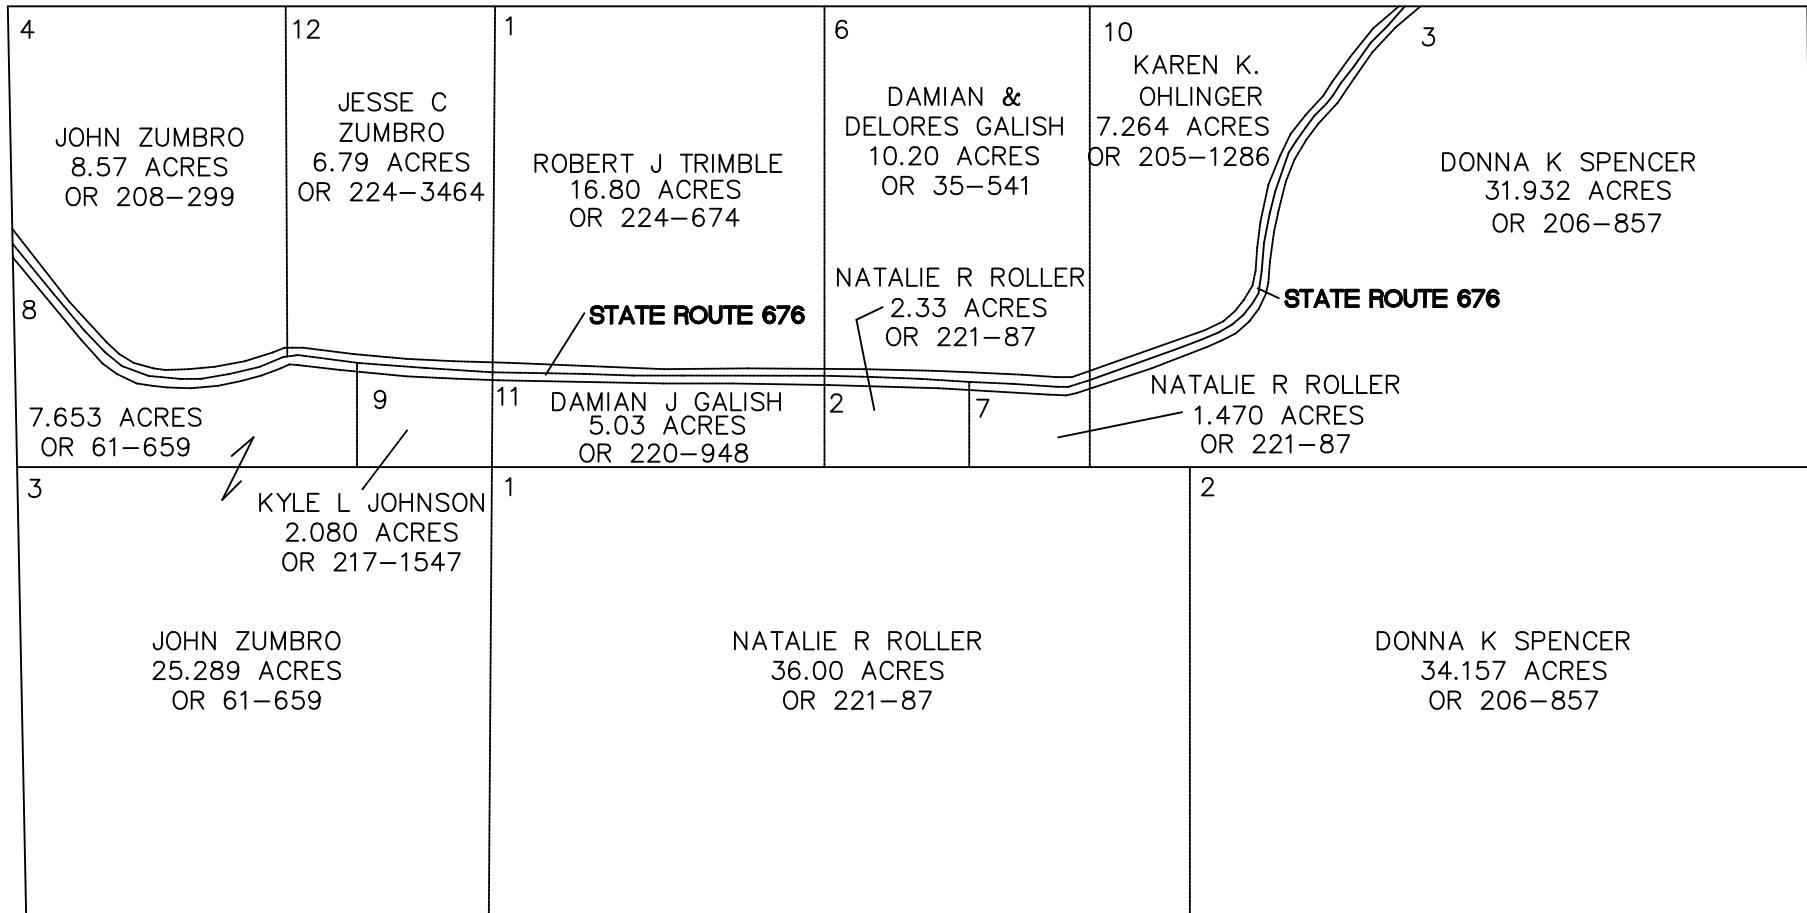 4
JOHN ZUMBRO
8.57 ACRES
OR 208-299
12
JESSE C
ZUMBRO
6.79 ACRES
OR 224-3464
1
ROBERT J TRIMBLE
16.80 ACRES
OR 224-674
6
DAMIAN &
DELORES GALISH
10.20 ACRES
OR 35-541
10
KAREN K.
OHLINGER
7.264 ACRES
OR 205-1286
3
DONNA K SPENCER
31.932 ACRES
OR 206-857
STATE ROUTE 676
NATALIE R ROLLER
2.33 ACRES
OR 221-87
STATE ROUTE 676
8
7.653 ACRES
OR 61-659
9
11
DAMIAN J GALISH
5.03 ACRES
OR 220-948
2
7
NATALIE R ROLLER
1.470 ACRES
OR 221-87
3
KYLE L JOHNSON
2.080 ACRES
OR 217-1547
JOHN ZUMBRO
25.289 ACRES
OR 61-659
1
NATALIE R ROLLER
36.00 ACRES
OR 221-87
2
DONNA K SPENCER
34.157 ACRES
OR 206-857